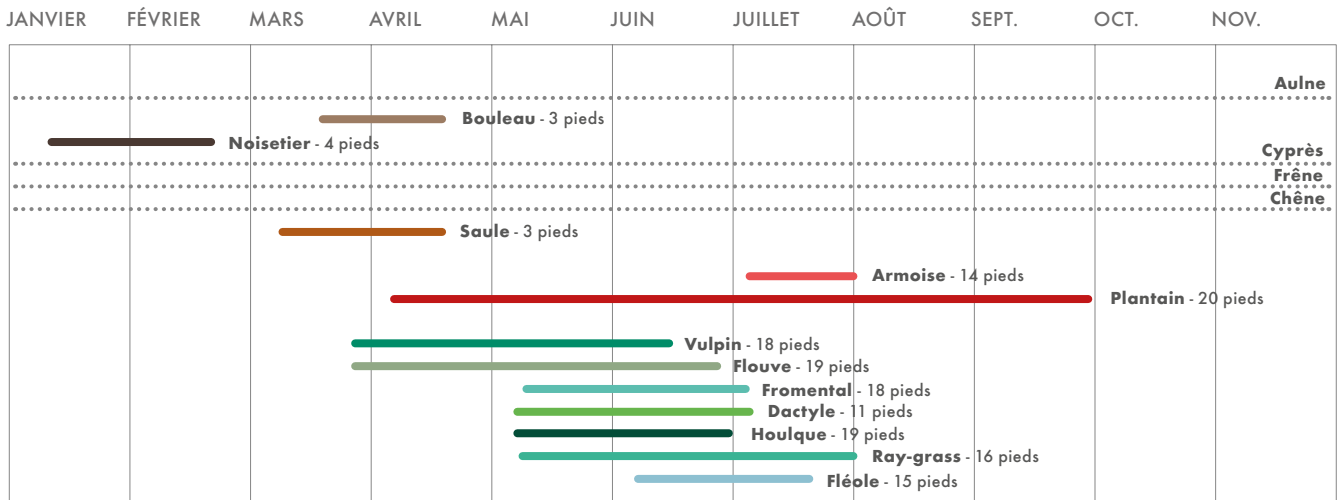 JANVIER FÉVRIER MARS AVRIL MAI JUIN JUILLET AOÛT SEPT. OCT. NOV.
Aulne
Bouleau - 3 pieds
Noisetier - 4 pieds
Cyprès
Frêne
Chêne
Saule - 3 pieds
Armoise - 14 pieds
Plantain - 20 pieds
Vulpin - 18 pieds
Flouve - 19 pieds
Fromental - 18 pieds
Dactyle - 11 pieds
Houlque - 19 pieds
Ray-grass - 16 pieds
Fléole - 15 pieds